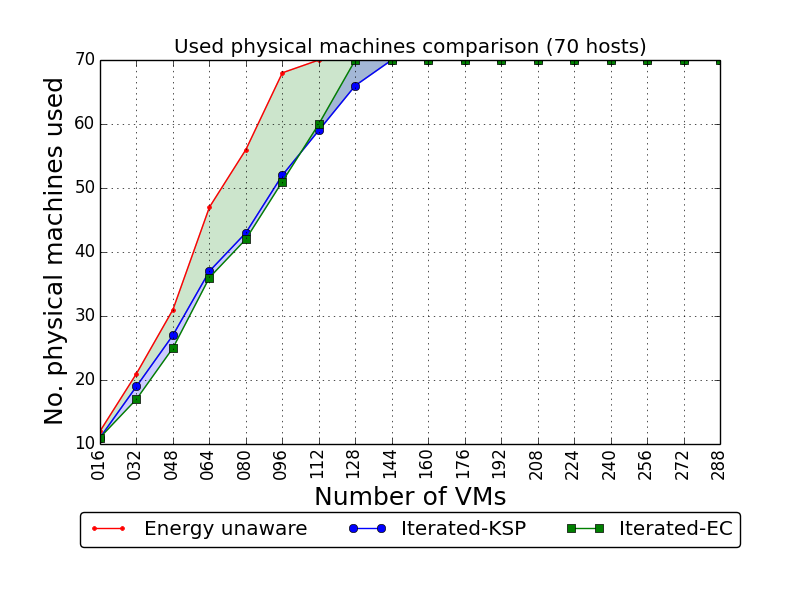 Used physical machines comparison (70 hosts)
No. physical machines used
70
60
50
40
30
20
10
016 032 048 064 080 096 112 128 144 160 176 192 208 224 240 256 272 288
Number of VMs
Energy unaware Iterated-KSP Iterated-EC